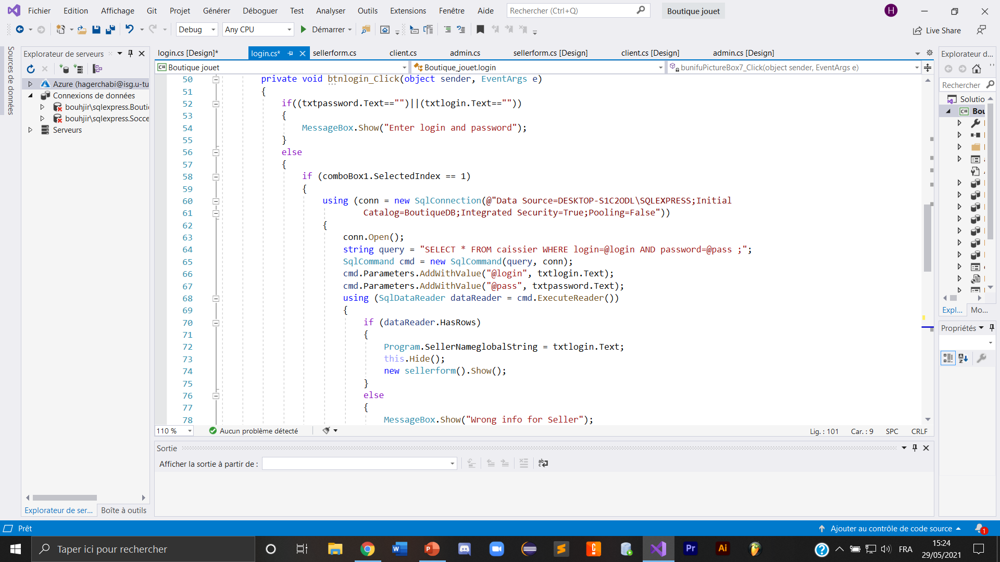 Fichier Edition Affichage Git Projet Générer Déboguer Test Analyser Outils Extensions Fenêtre Aide Rechercher (Ctrl+Q) Boutique jouet H
Debug Any CPU Démarrer Live Share
Sources de données
Explorateur de serveurs
Azure (hagerchabi@isg.u-tu
Connexions de données
bouhjir\sqlexpress.Bouti
bouhjir\sqlexpress.Socce
Serveurs
Explorateur de ser... Boîte à outils
login.cs [Design]* login.cs* sellerform.cs client.cs admin.cs sellerform.cs [Design] client.cs [Design] admin.cs [Design]
C# Boutique jouet Boutique_jouet.login bunifuPictureBox7_Click(object sender, EventArgs e)
50 private void btnlogin_Click(object sender, EventArgs e)
51 {
52 if((txtpassword.Text=="")||(txtlogin.Text==""))
53 {
54 MessageBox.Show("Enter login and password");
55 }
56 else
57 {
58 if (comboBox1.SelectedIndex == 1)
59 {
60 using (conn = new SqlConnection(@"Data Source=DESKTOP-S1C2ODL\SQLEXPRESS;Initial
61 Catalog=BoutiqueDB;Integrated Security=True;Pooling=False"))
62 {
63 conn.Open();
64 string query = "SELECT * FROM caissier WHERE login=@login AND password=@pass ;";
65 SqlCommand cmd = new SqlCommand(query, conn);
66 cmd.Parameters.AddWithValue("@login", txtlogin.Text);
67 cmd.Parameters.AddWithValue("@pass", txtpassword.Text);
68 using (SqlDataReader dataReader = cmd.ExecuteReader())
69 {
70 if (dataReader.HasRows)
71 {
72 Program.SellerNameglobalString = txtlogin.Text;
73 this.Hide();
74 new sellerform().Show();
75 }
76 else
77 {
78 MessageBox.Show("Wrong info for Seller");
110 % Aucun problème détecté Lig. : 101 Car. : 9 SPC CRLF
Sortie
Afficher la sortie à partir de :
Explorateur d...
Rechercher
Solutio
C# Bou
Expl... Mo...
Propriétés
Prêt Ajouter au contrôle de code source 1
Taper ici pour rechercher FRA 15:24
29/05/2021